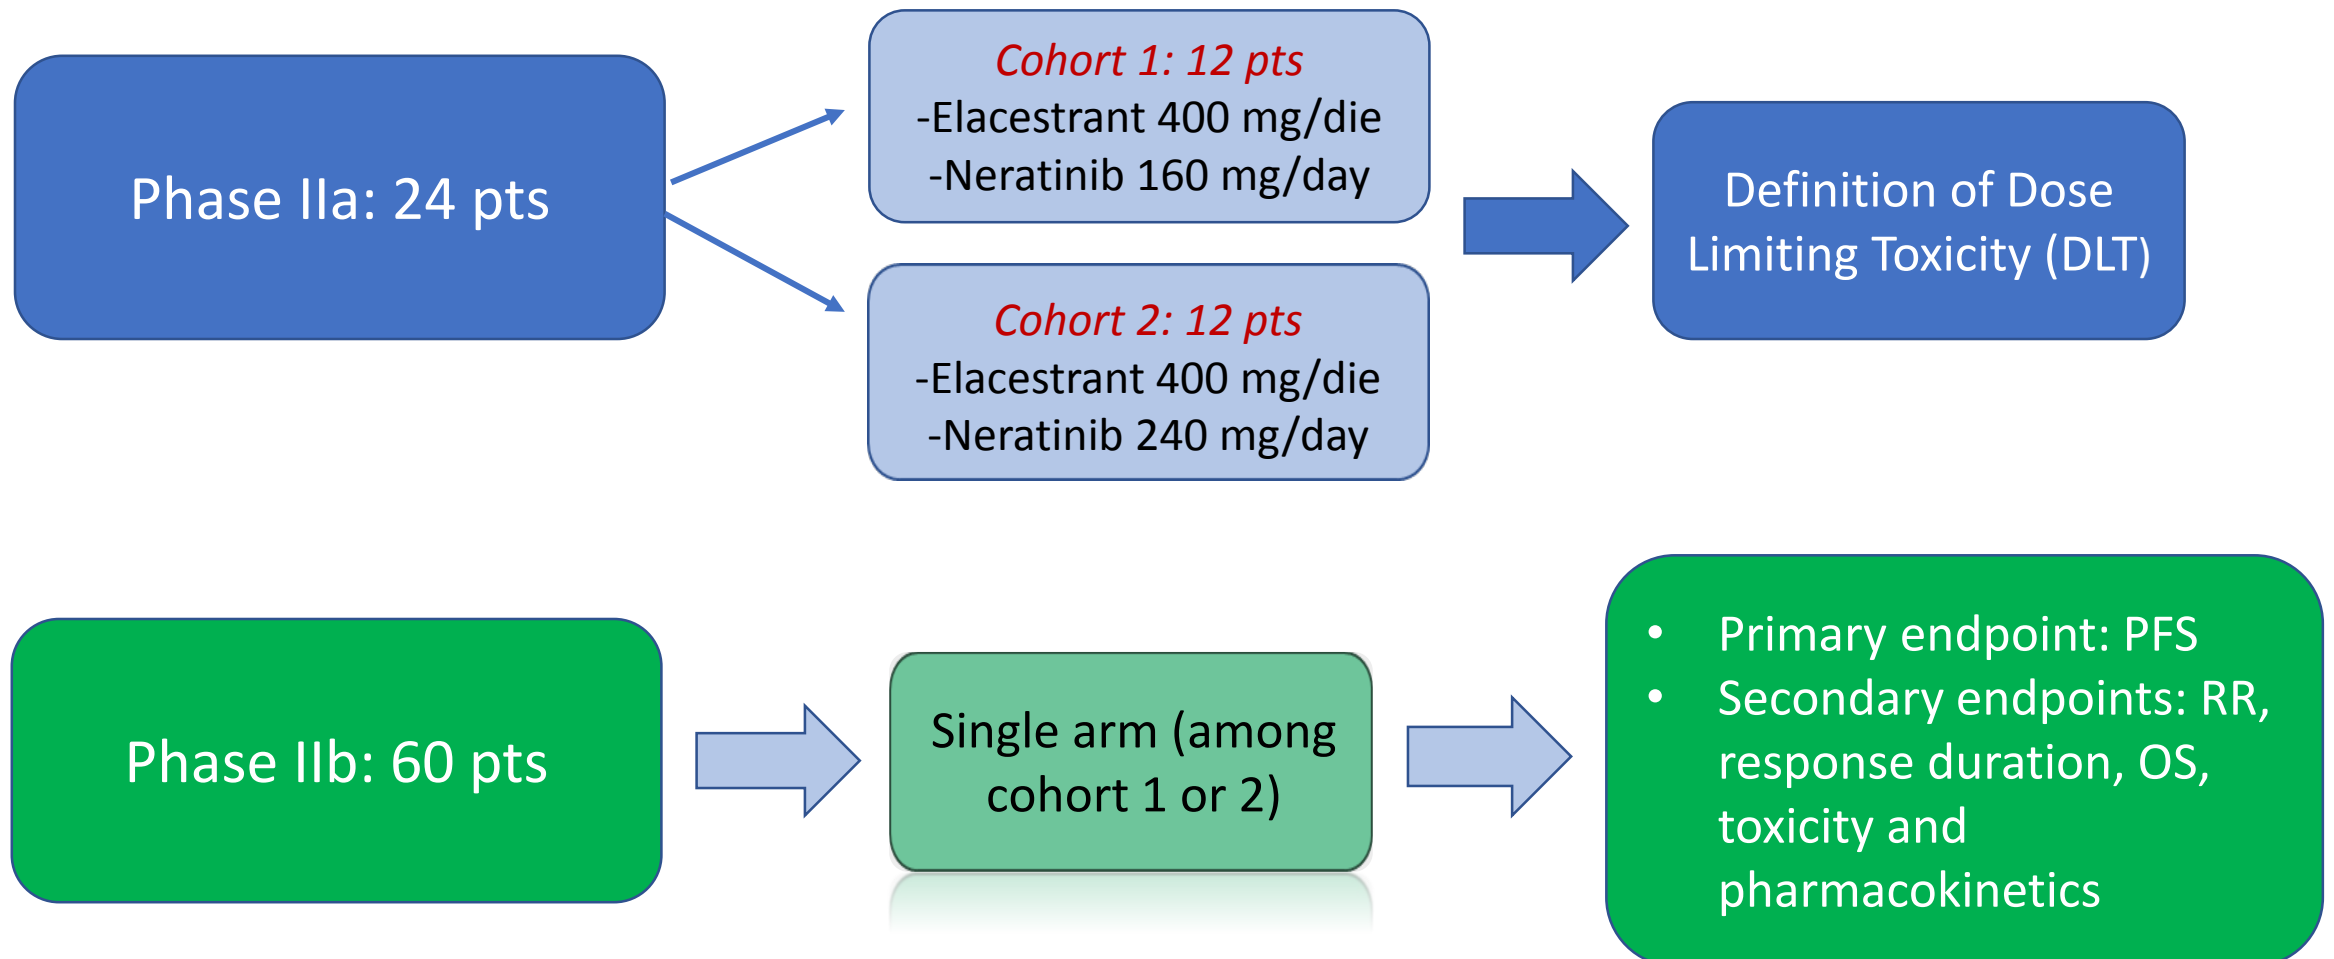 Phase IIa: 24 pts
Cohort 1: 12 pts
-Elacestrant 400 mg/die
-Neratinib 160 mg/day
Cohort 2: 12 pts
-Elacestrant 400 mg/die
-Neratinib 240 mg/day
Definition of Dose
Limiting Toxicity (DLT)
Phase IIb: 60 pts
Single arm (among
cohort 1 or 2)
• Primary endpoint: PFS
• Secondary endpoints: RR,
response duration, OS,
toxicity and
pharmacokinetics